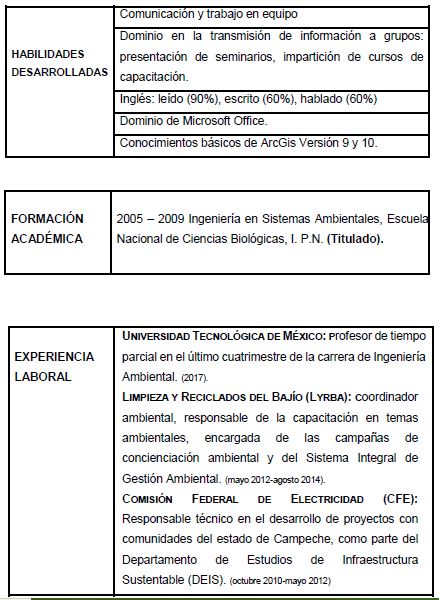 HABILIDADES
DESARROLLADAS
Comunicación y trabajo en equipo
Dominio en la transmisión de información a grupos:
presentación de seminarios, impartición de cursos de
capacitación.
Inglés: leído (90%), escrito (60%), hablado (60%)
Dominio de Microsoft Office.
Conocimientos básicos de ArcGis Versión 9 y 10.
FORMACIÓN
ACADÉMICA
2005 – 2009 Ingeniería en Sistemas Ambientales, Escuela
Nacional de Ciencias Biológicas, I. P.N. (Titulado).
EXPERIENCIA
LABORAL
UNIVERSIDAD TECNOLÓGICA DE MÉXICO: Profesor de tiempo
parcial en el último cuatrimestre de la carrera de Ingeniería
Ambiental. (2017).
LIMPIEZA Y RECICLADOS DEL BAJÍO (LYRBA): coordinador
ambiental, responsable de la capacitación en temas
ambientales, encargada de las campañas de
concienciación ambiental y del Sistema Integral de
Gestión Ambiental. (mayo 2012-agosto 2014).
COMISIÓN FEDERAL DE ELECTRICIDAD (CFE):
Responsable técnico en el desarrollo de proyectos con
comunidades del estado de Campeche, como parte del
Departamento de Estudios de Infraestructura
Sustentable (DEIS). (octubre 2010-mayo 2012)